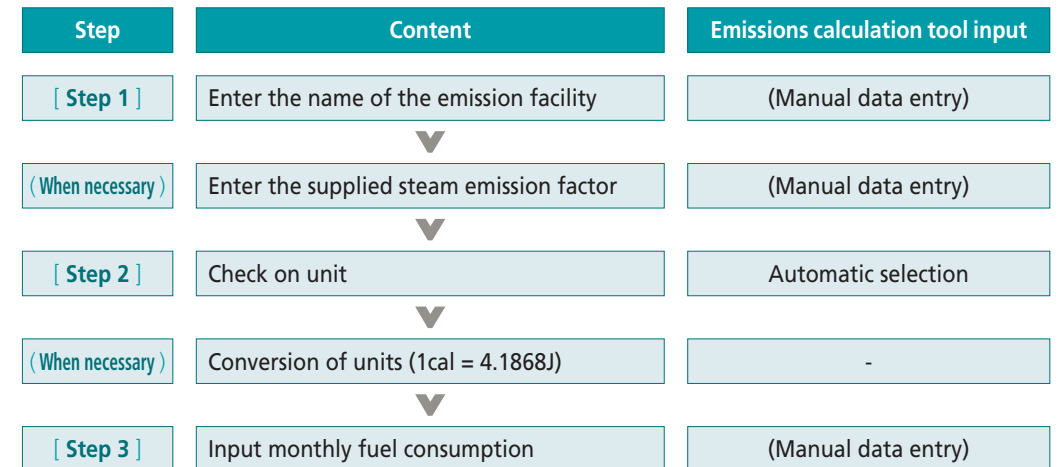 Step Content Emissions calculation tool input
[ Step 1 ] Enter the name of the emission facility (Manual data entry)
(When necessary) Enter the supplied steam emission factor (Manual data entry)
[ Step 2 ] Check on unit Automatic selection
(When necessary) Conversion of units (1cal = 4.1868J) -
[ Step 3 ] Input monthly fuel consumption (Manual data entry)